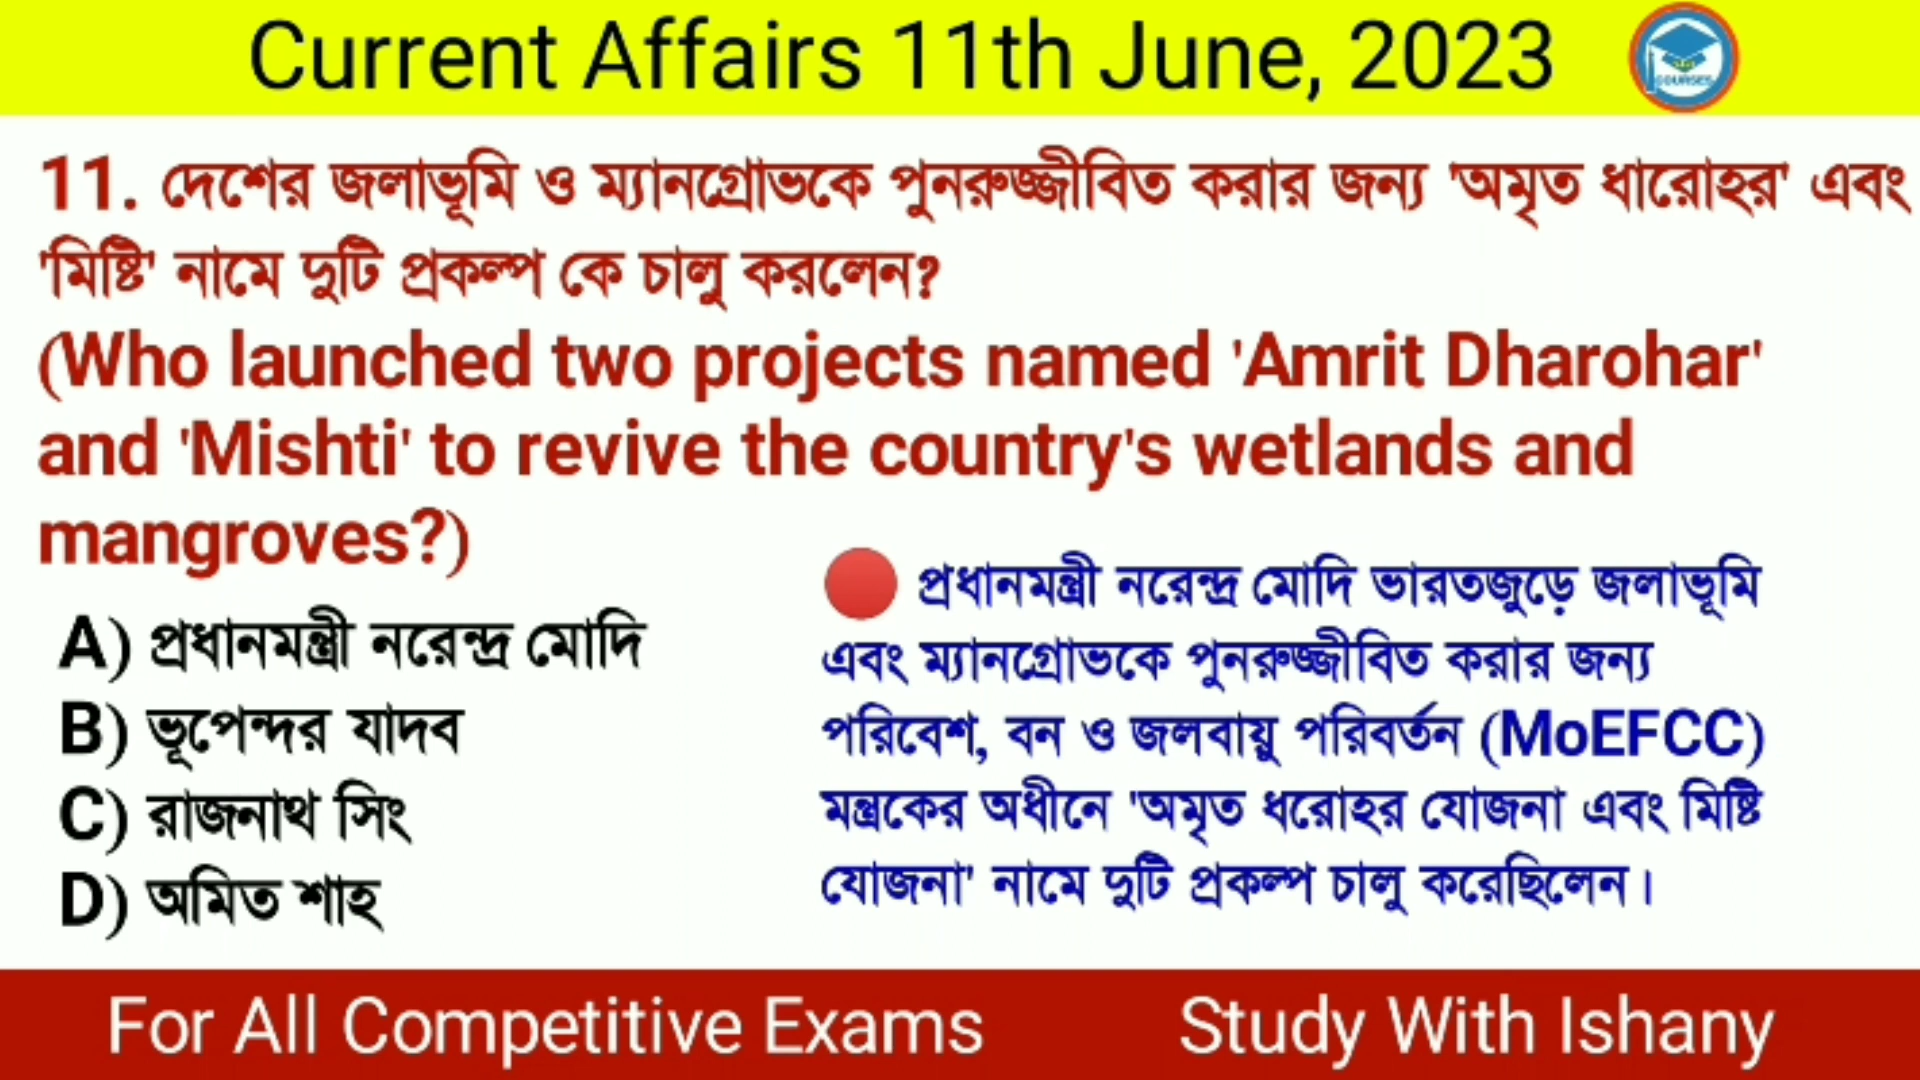 Current Affairs 11th June, 2023
COURSES
11. দেশের জলাভূমি ও ম্যানগ্রোভকে পুনরুজ্জীবিত করার জন্য 'অমৃত ধারোহর' এবং
'মিষ্টি' নামে দুটি প্রকল্প কে চালু করলেন?
(Who launched two projects named 'Amrit Dharohar'
and 'Mishti' to revive the country's wetlands and
mangroves?)
A) প্রধানমন্ত্রী নরেন্দ্র মোদি
B) ভূপেন্দর যাদব
C) রাজনাথ সিং
D) অমিত শাহ
প্রধানমন্ত্রী নরেন্দ্র মোদি ভারতজুড়ে জলাভূমি
এবং ম্যানগ্রোভকে পুনরুজ্জীবিত করার জন্য
পরিবেশ, বন ও জলবায়ু পরিবর্তন (MoEFCC)
মন্ত্রকের অধীনে 'অমৃত ধরোহর যোজনা এবং মিষ্টি
যোজনা' নামে দুটি প্রকল্প চালু করেছিলেন।
For All Competitive Exams
Study With Ishany